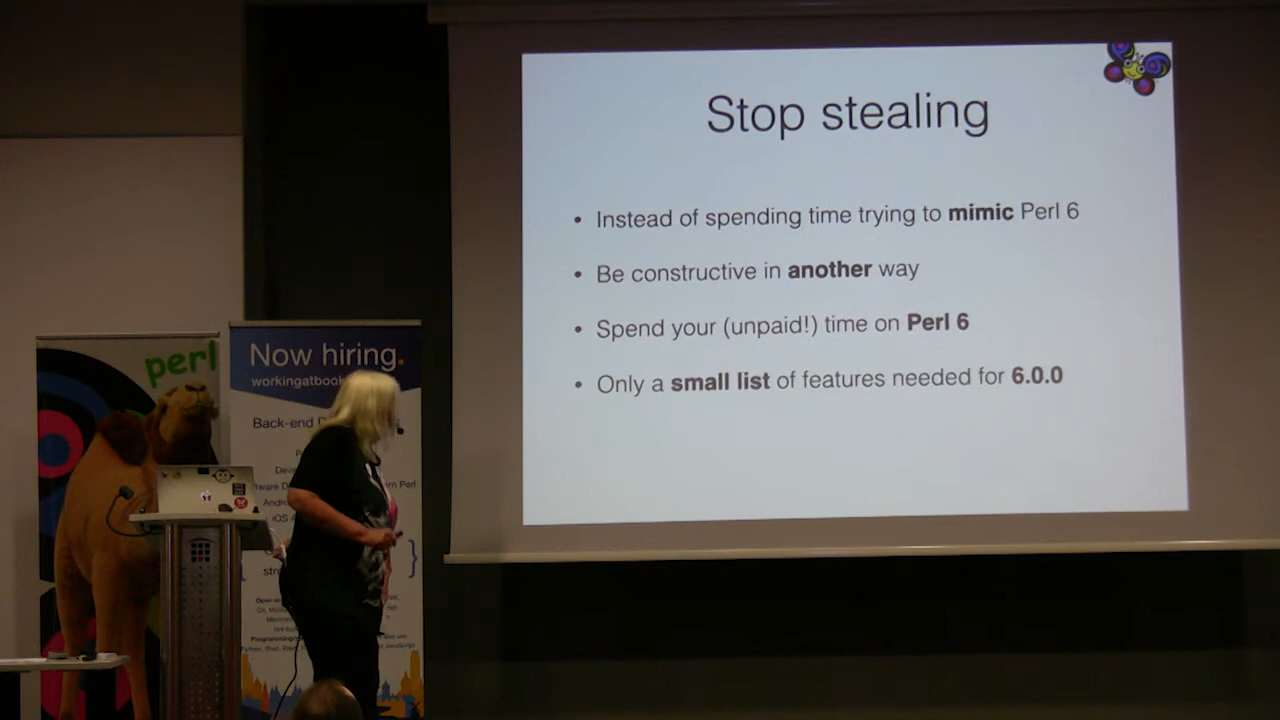 Stop stealing
• Instead of spending time trying to mimic Perl 6
• Be constructive in another way
• Spend your (unpaid!) time on Perl 6
• Only a small list of features needed for 6.0.0
perl
Now hiring.
workingatbook
Back-end D